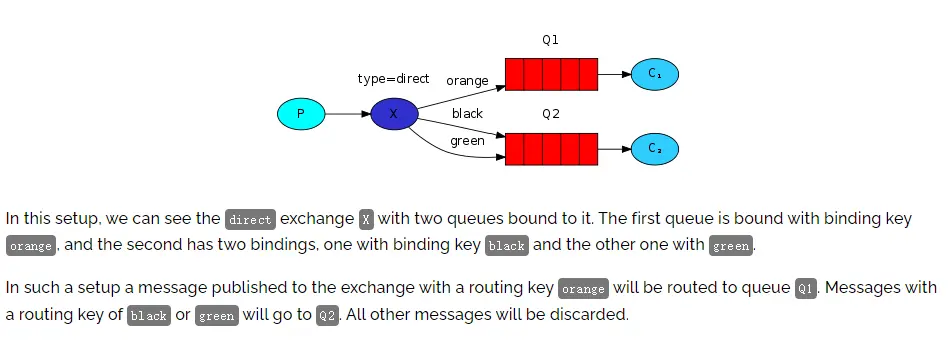 Q1
type=direct
orange
C₁
P
X
black
Q2
green
C₂
In this setup, we can see the direct exchange X with two queues bound to it. The first queue is bound with binding key
orange, and the second has two bindings, one with binding key black and the other one with green.
In such a setup a message published to the exchange with a routing key orange will be routed to queue Q1. Messages with
a routing key of black or green will go to Q2. All other messages will be discarded.